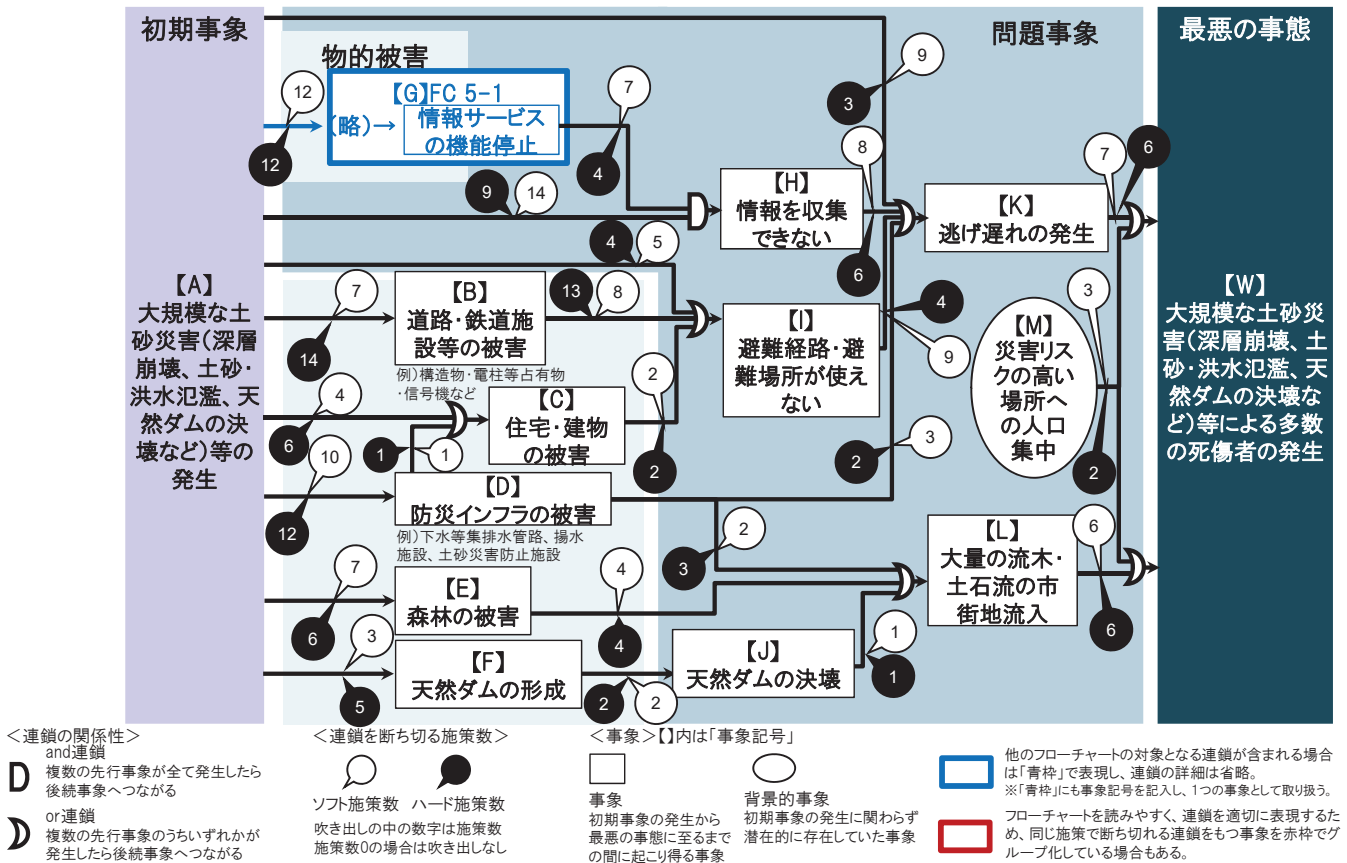 初期事象
物的被害
問題事象
最悪の事態
12
12
(略)→
【G】FC 5-1
情報サービス
の機能停止
7
4
9
3
9
14
【H】
情報を収集
できない
8
6
【K】
逃げ遅れの発生
7
6
4
5
【A】
大規模な土
砂災害(深層
崩壊、土砂・
洪水氾濫、天
然ダムの決
壊など)等の
発生
7
14
【B】
道路・鉄道施
設等の被害
例)構造物・電柱等占有物
・信号機など
13
8
【I】
避難経路・避
難場所が使え
ない
4
9
【M】
災害リス
クの高い
場所へ
の人口
集中
3
2
【W】
大規模な土砂災
害(深層崩壊、土
砂・洪水氾濫、天
然ダムの決壊な
ど)等による多数
の死傷者の発生
4
6
【C】
住宅・建物
の被害
2
2
1
1
10
12
【D】
防災インフラの被害
例)下水等集排水管路、揚水
施設、土砂災害防止施設
3
2
2
3
【L】
大量の流木・
土石流の市
街地流入
6
6
7
6
【E】
森林の被害
4
4
3
5
【F】
天然ダムの形成
2
2
【J】
天然ダムの決壊
1
1
<連鎖の関係性>
and連鎖
複数の先行事象が全て発生したら
後続事象へつながる
or連鎖
複数の先行事象のうちいずれかが
発生したら後続事象へつながる
<連鎖を断ち切る施策数>
ソフト施策数 ハード施策数
吹き出しの中の数字は施策数
施策数0の場合は吹き出しなし
<事象>【】内は「事象記号」
事象
初期事象の発生から
最悪の事態に至るまで
の間に起こり得る事象
背景的事象
初期事象の発生に関わらず
潜在的に存在していた事象
他のフローチャートの対象となる連鎖が含まれる場合
は「青枠」で表現し、連鎖の詳細は省略。
※「青枠」にも事象記号を記入し、1つの事象として取り扱う。
フローチャートを読みやすく、連鎖を適切に表現するた
め、同じ施策で断ち切れる連鎖をもつ事象を赤枠でグ
ループ化している場合もある。